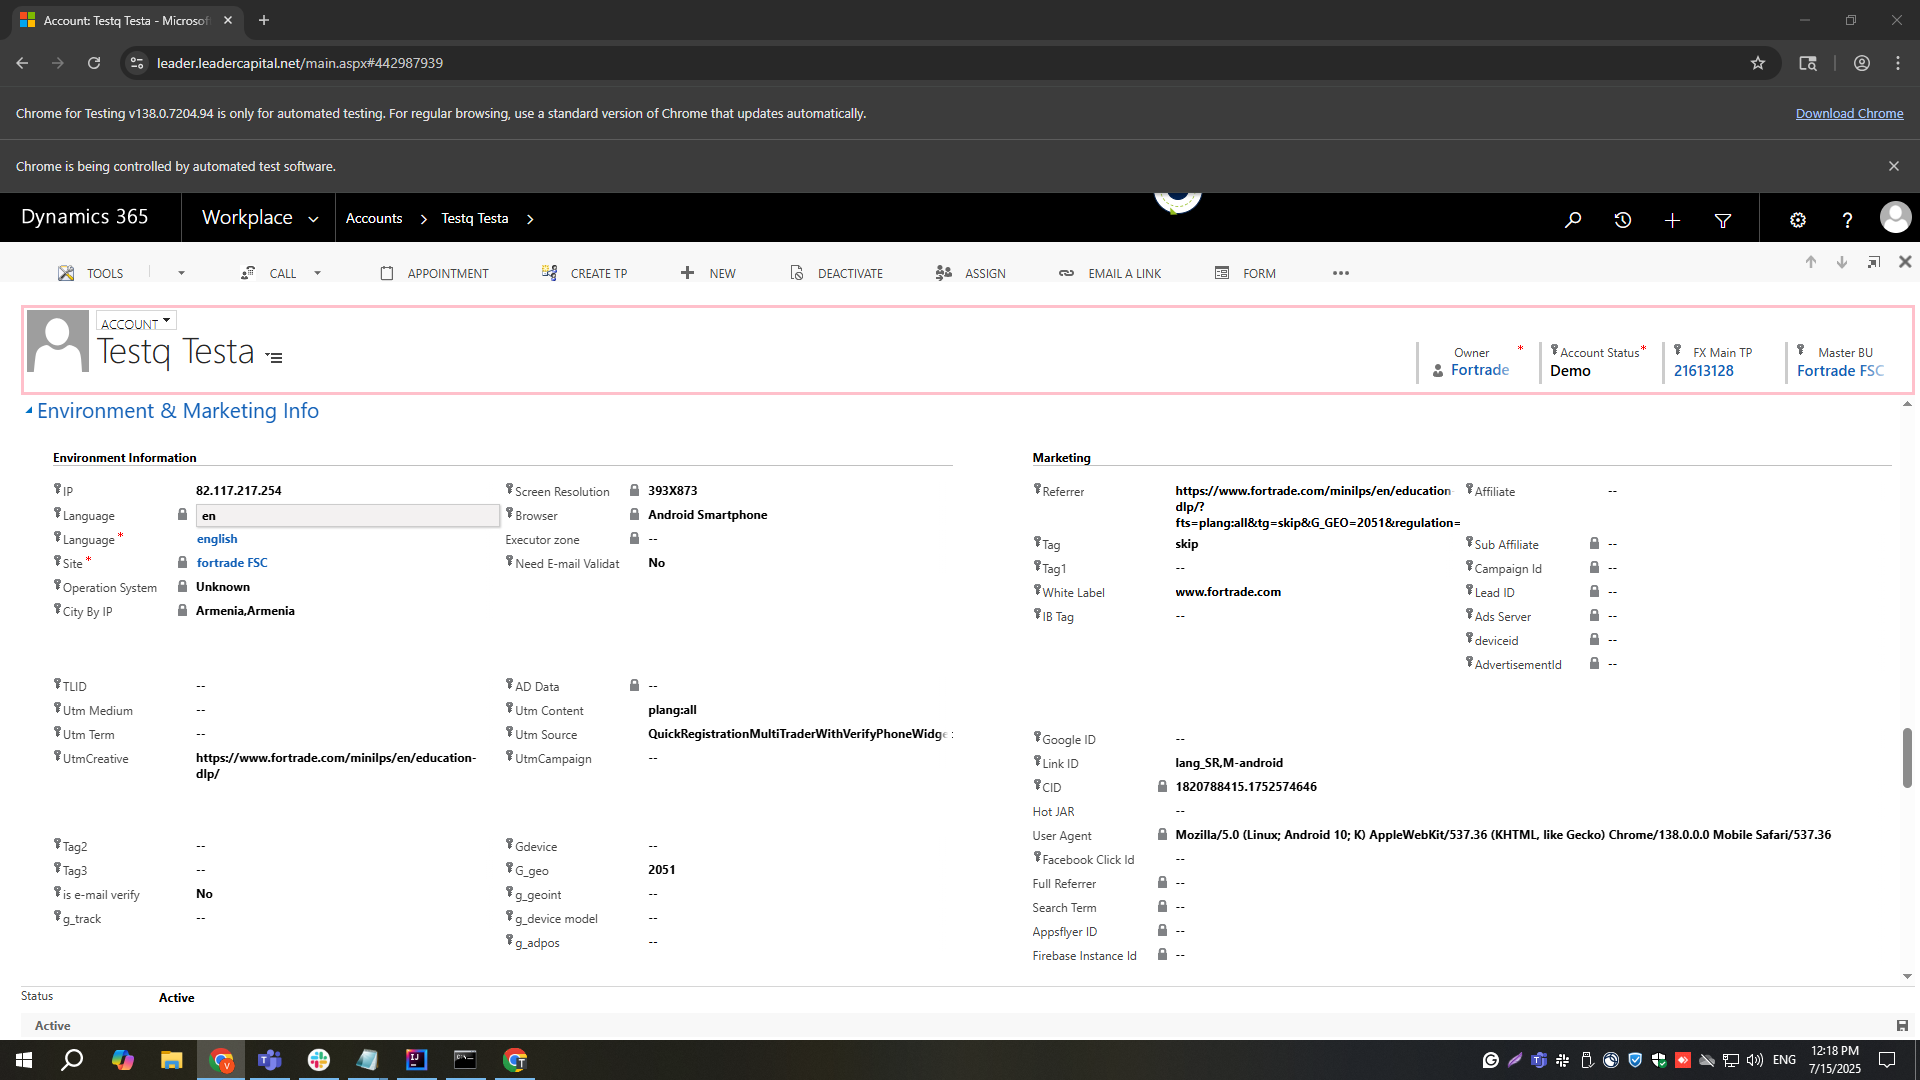 Account: Testq Testa - Microsof
leader.leadercapital.net/main.aspx#442987939
Chrome for Testing v138.0.7204.94 is only for automated testing. For regular browsing, use a standard version of Chrome that updates automatically.
Download Chrome
Chrome is being controlled by automated test software.
Dynamics 365
Workplace
Accounts
Testq Testa
TOOLS
CALL
APPOINTMENT
CREATE TP
NEW
DEACTIVATE
ASSIGN
EMAIL A LINK
FORM
ACCOUNT
Testq Testa
Owner *
Fortrade
Account Status *
Demo
FX Main TP
21613128
Master BU
Fortrade FSC
Environment & Marketing Info
Environment Information
IP 82.117.217.254
Language en
Language * english
Site * fortrade FSC
Operation System Unknown
City By IP Armenia,Armenia
Screen Resolution 393X873
Browser Android Smartphone
Executor zone --
Need E-mail Validat No
TLID --
Utm Medium --
Utm Term --
UtmCreative https://www.fortrade.com/minilps/en/education-
dlp/
AD Data --
Utm Content plang:all
Utm Source QuickRegistrationMultiTraderWithVerifyPhoneWidge
UtmCampaign --
Tag2 --
Tag3 --
is e-mail verify No
g_track --
Gdevice --
G_geo 2051
g_geoint --
g_device model --
g_adpos --
Marketing
Referrer https://www.fortrade.com/minilps/en/education
dlp/?
fts=plang:all&tg=skip&G_GEO=2051&regulation=
Tag skip
Tag1 --
White Label www.fortrade.com
IB Tag --
Affiliate --
Sub Affiliate --
Campaign Id --
Lead ID --
Ads Server --
deviceid --
AdvertisementId --
Google ID --
Link ID lang_SR,M-android
CID 1820788415.1752574646
Hot JAR --
User Agent Mozilla/5.0 (Linux; Android 10; K) AppleWebKit/537.36 (KHTML, like Gecko) Chrome/138.0.0.0 Mobile Safari/537.36
Facebook Click Id --
Full Referrer --
Search Term --
Appsflyer ID --
Firebase Instance Id --
Status Active
Active
ENG
12:18 PM
7/15/2025